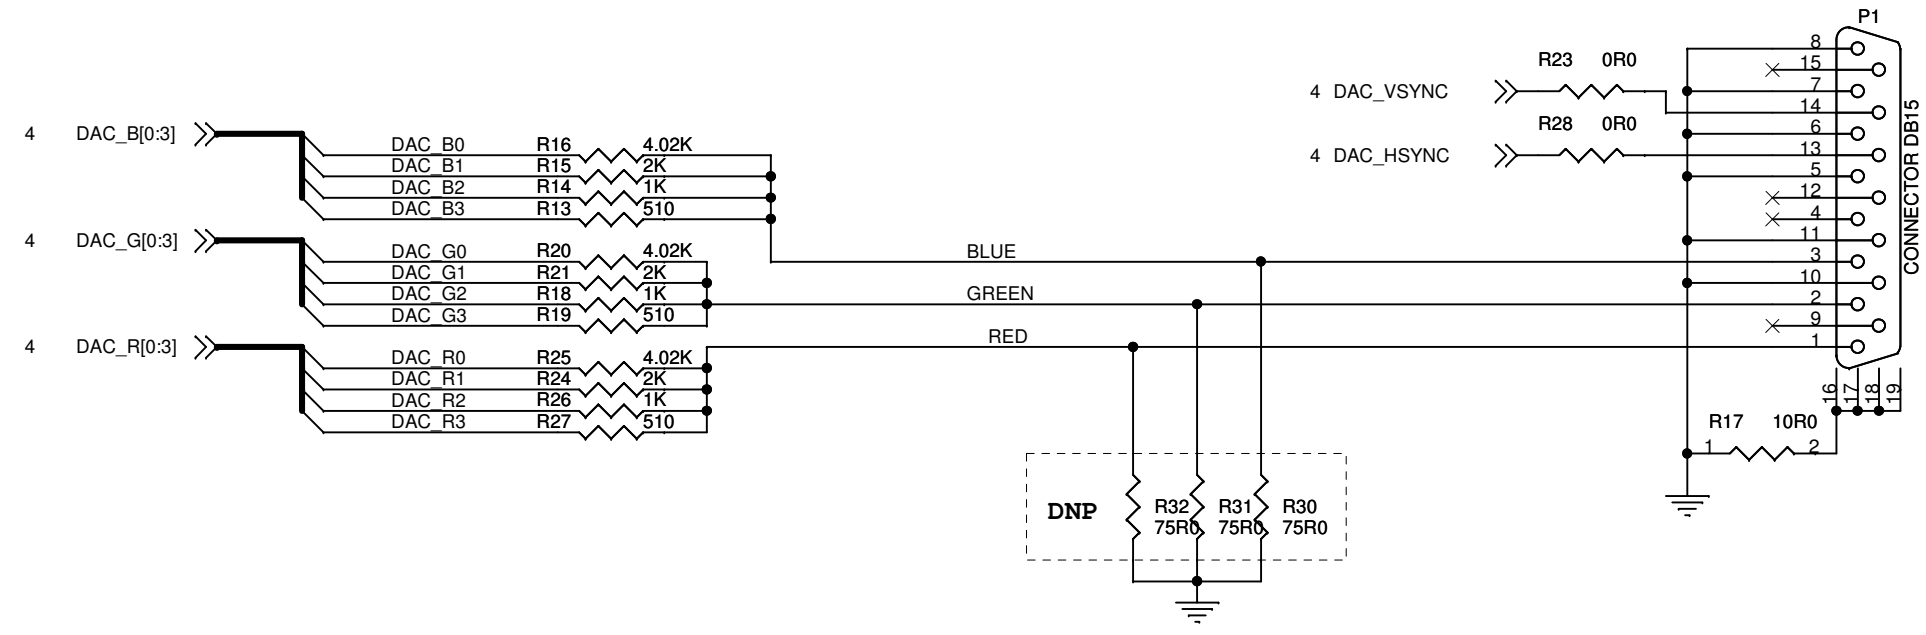 P1
8
R23 0R0
15
4 DAC_VSYNC
7
14
R28 0R0
6
4 DAC_HSYNC
13
5
12
4
11
3
10
2
9
1
CONNECTOR DB15
16
17
18
19
R17 10R0
1 2
4 DAC_B[0:3]
DAC_B0 R16 4.02K
DAC_B1 R15 2K
DAC_B2 R14 1K
DAC_B3 R13 510
4 DAC_G[0:3]
DAC_G0 R20 4.02K
DAC_G1 R21 2K
DAC_G2 R18 1K
DAC_G3 R19 510
4 DAC_R[0:3]
DAC_R0 R25 4.02K
DAC_R1 R24 2K
DAC_R2 R26 1K
DAC_R3 R27 510
BLUE
GREEN
RED
DNP
R32 R31 R30
75R0 75R0 75R0